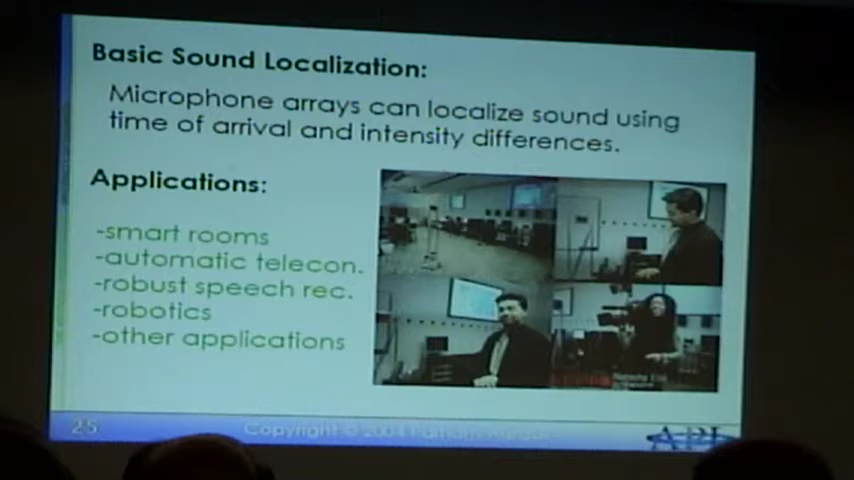 Basic Sound Localization:
Microphone arrays can localize sound using
time of arrival and intensity differences.
Applications:
-smart rooms
-automatic telecon.
-robust speech rec.
-robotics
-other applications
25
Copyright ©